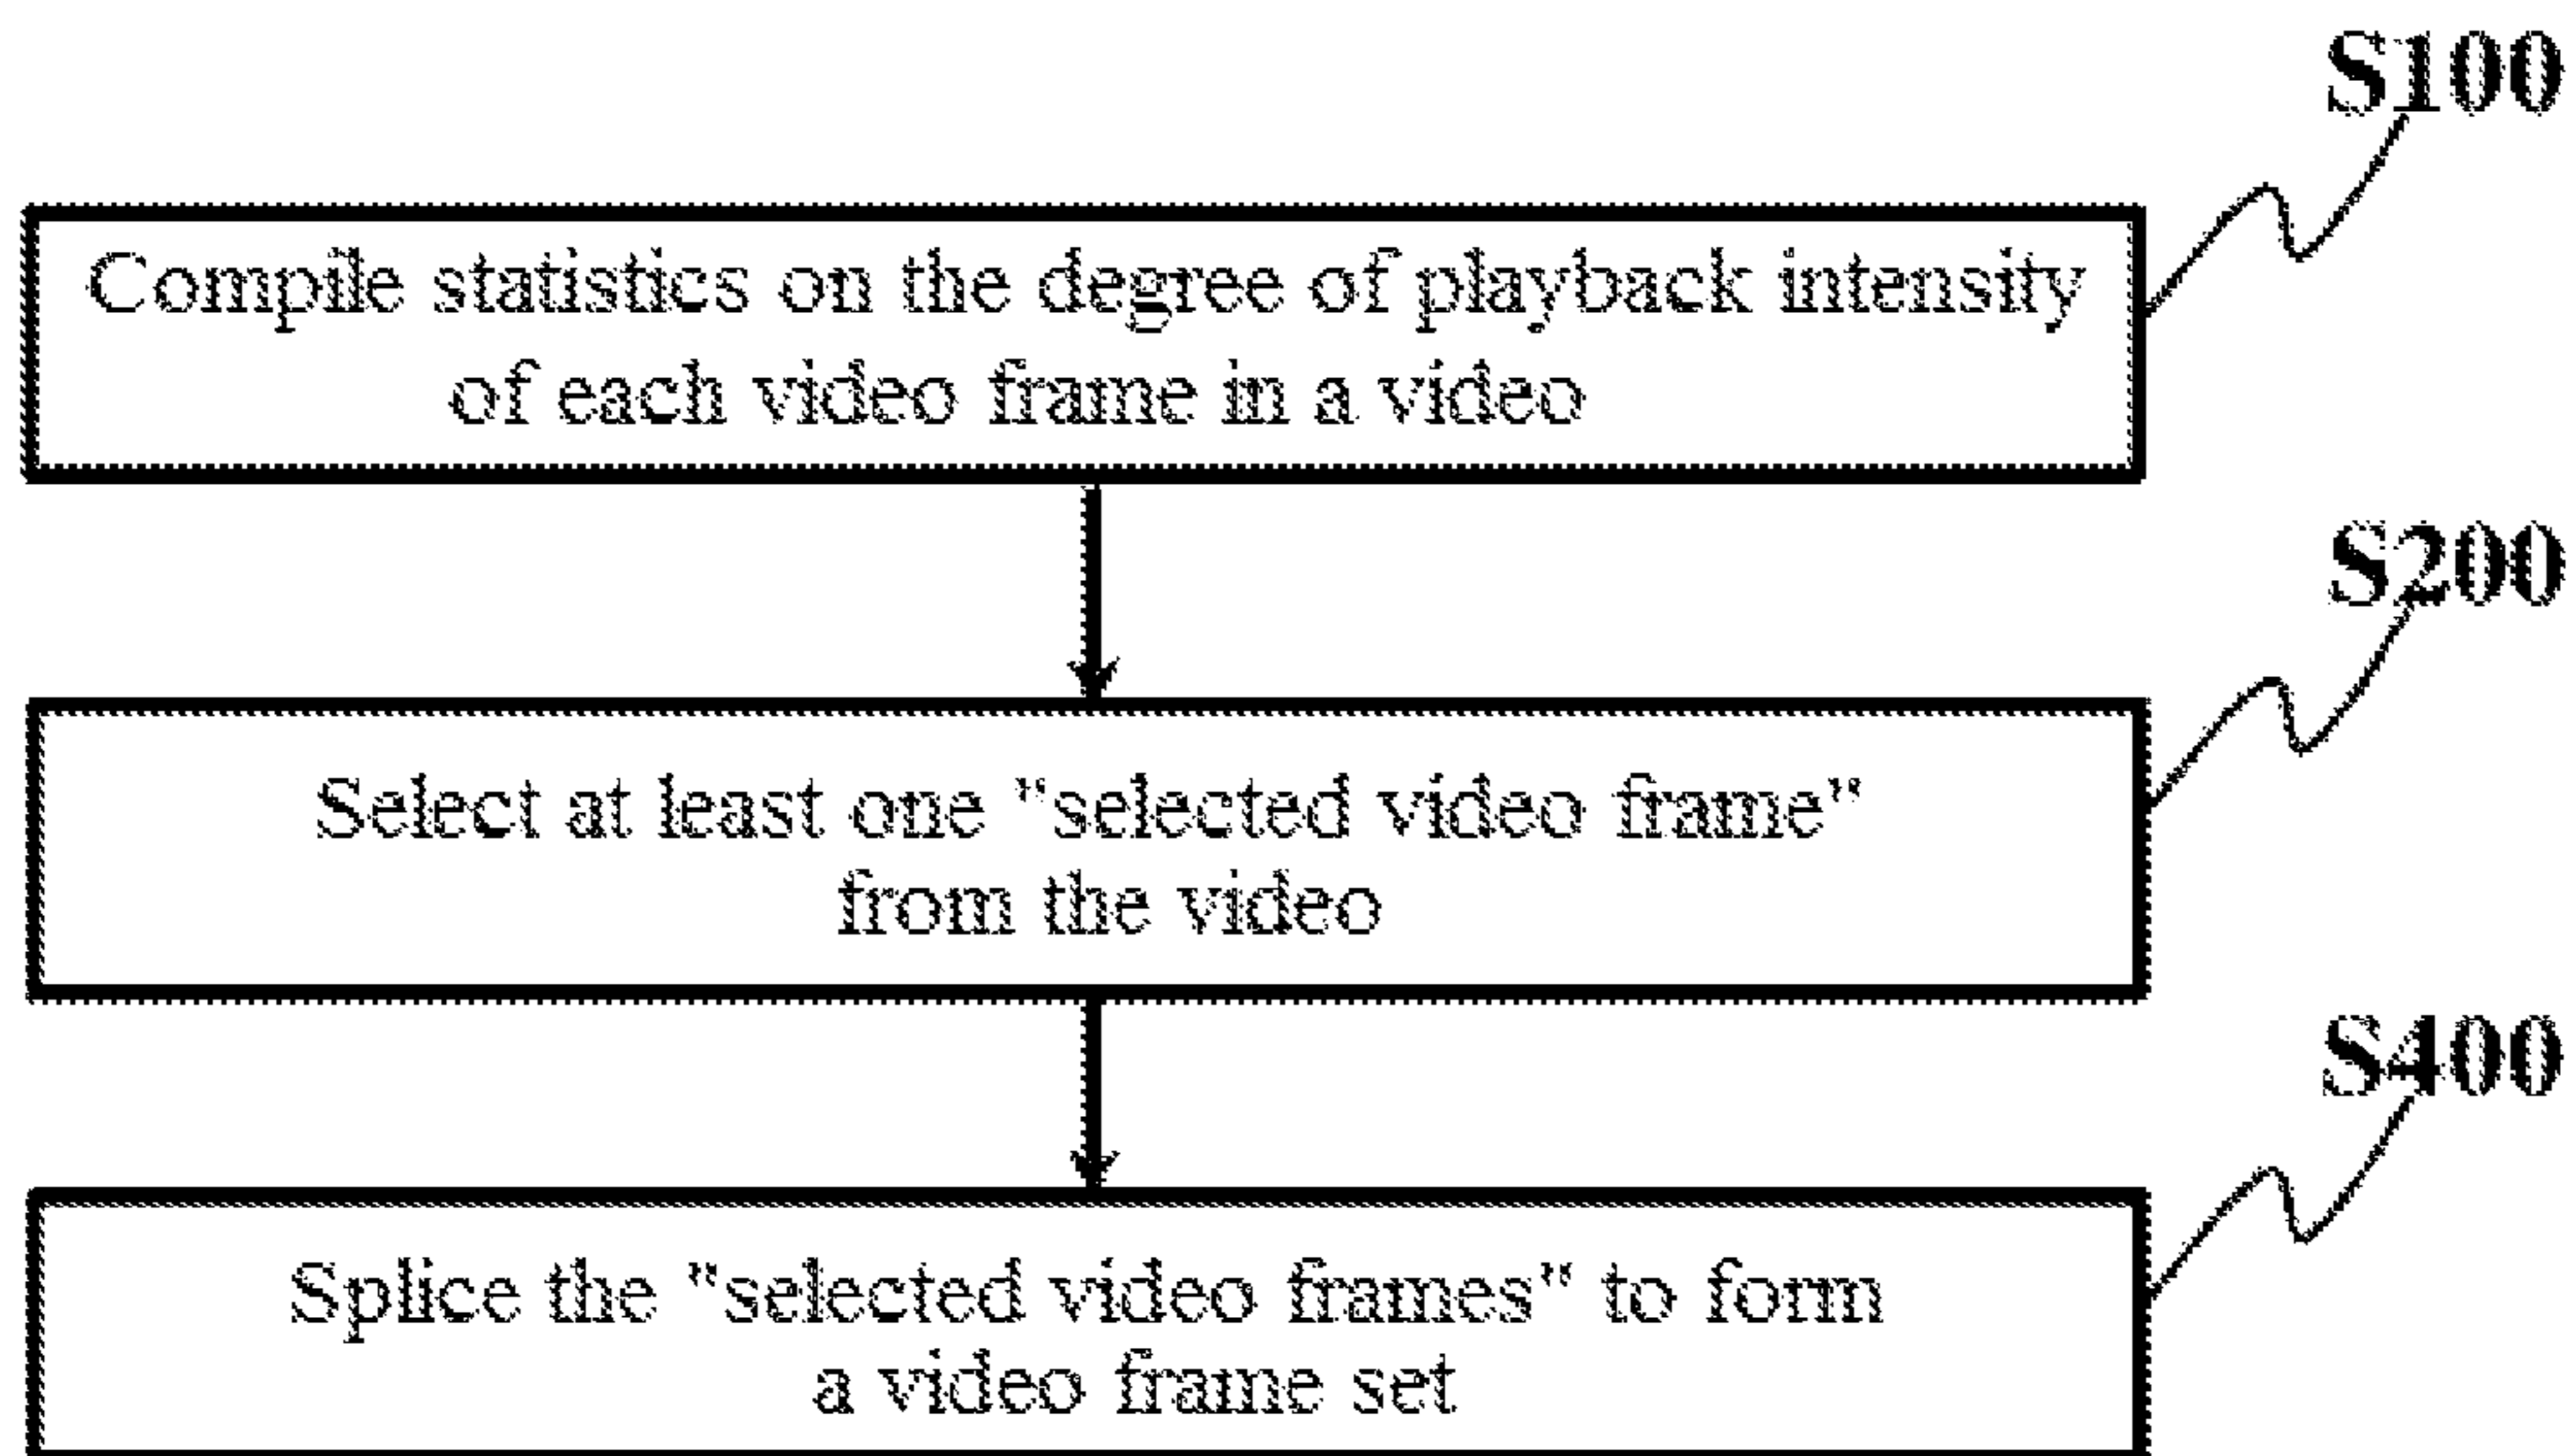 S100
Compile statistics on the degree of playback intensity
of each video frame in a video
S200
Select at least one "selected video frame"
from the video
S400
Splice the "selected video frames" to form
a video frame set